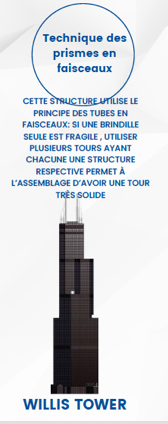 Technique des
prismes en
faisceaux
CETTE STRUCTURE UTILISE LE
PRINCIPE DES TUBES EN
FAISCEAUX: SI UNE BRINDILLE
SEULE EST FRAGILE , UTILISER
PLUSIEURS TOURS AYANT
CHACUNE UNE STRUCTURE
RESPECTIVE PERMET À
L'ASSEMBLAGE D'AVOIR UNE TOUR
TRÈS SOLIDE
WILLIS TOWER